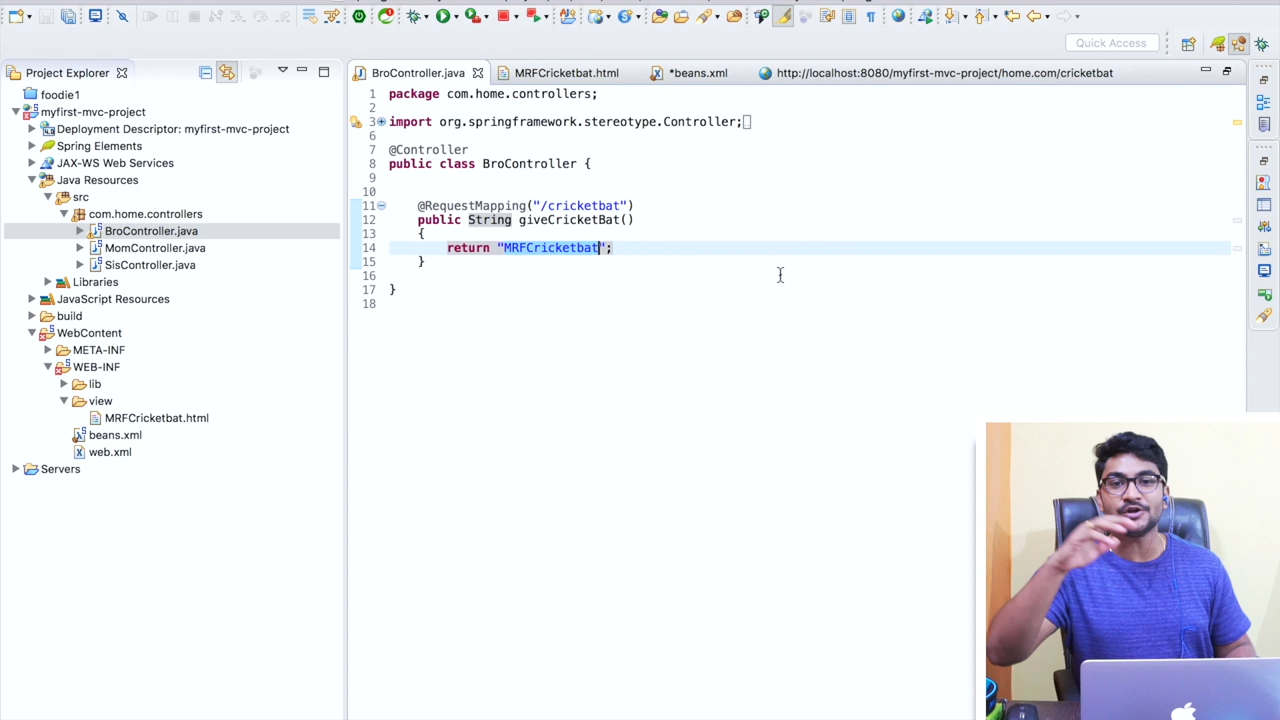 Quick Access
Project Explorer
foodie1
myfirst-mvc-project
Deployment Descriptor: myfirst-mvc-project
Spring Elements
JAX-WS Web Services
Java Resources
src
com.home.controllers
BroController.java
MomController.java
SisController.java
Libraries
JavaScript Resources
build
WebContent
META-INF
WEB-INF
lib
view
MRFCricketbat.html
beans.xml
web.xml
Servers
BroController.java
MRFCricketbat.html
*beans.xml
http://localhost:8080/myfirst-mvc-project/home.com/cricketbat
1 package com.home.controllers;
2
3 import org.springframework.stereotype.Controller;
6
7 @Controller
8 public class BroController {
9
10
11 @RequestMapping("/cricketbat")
12 public String giveCricketBat()
13 {
14 return "MRFCricketbat";
15 }
16
17 }
18